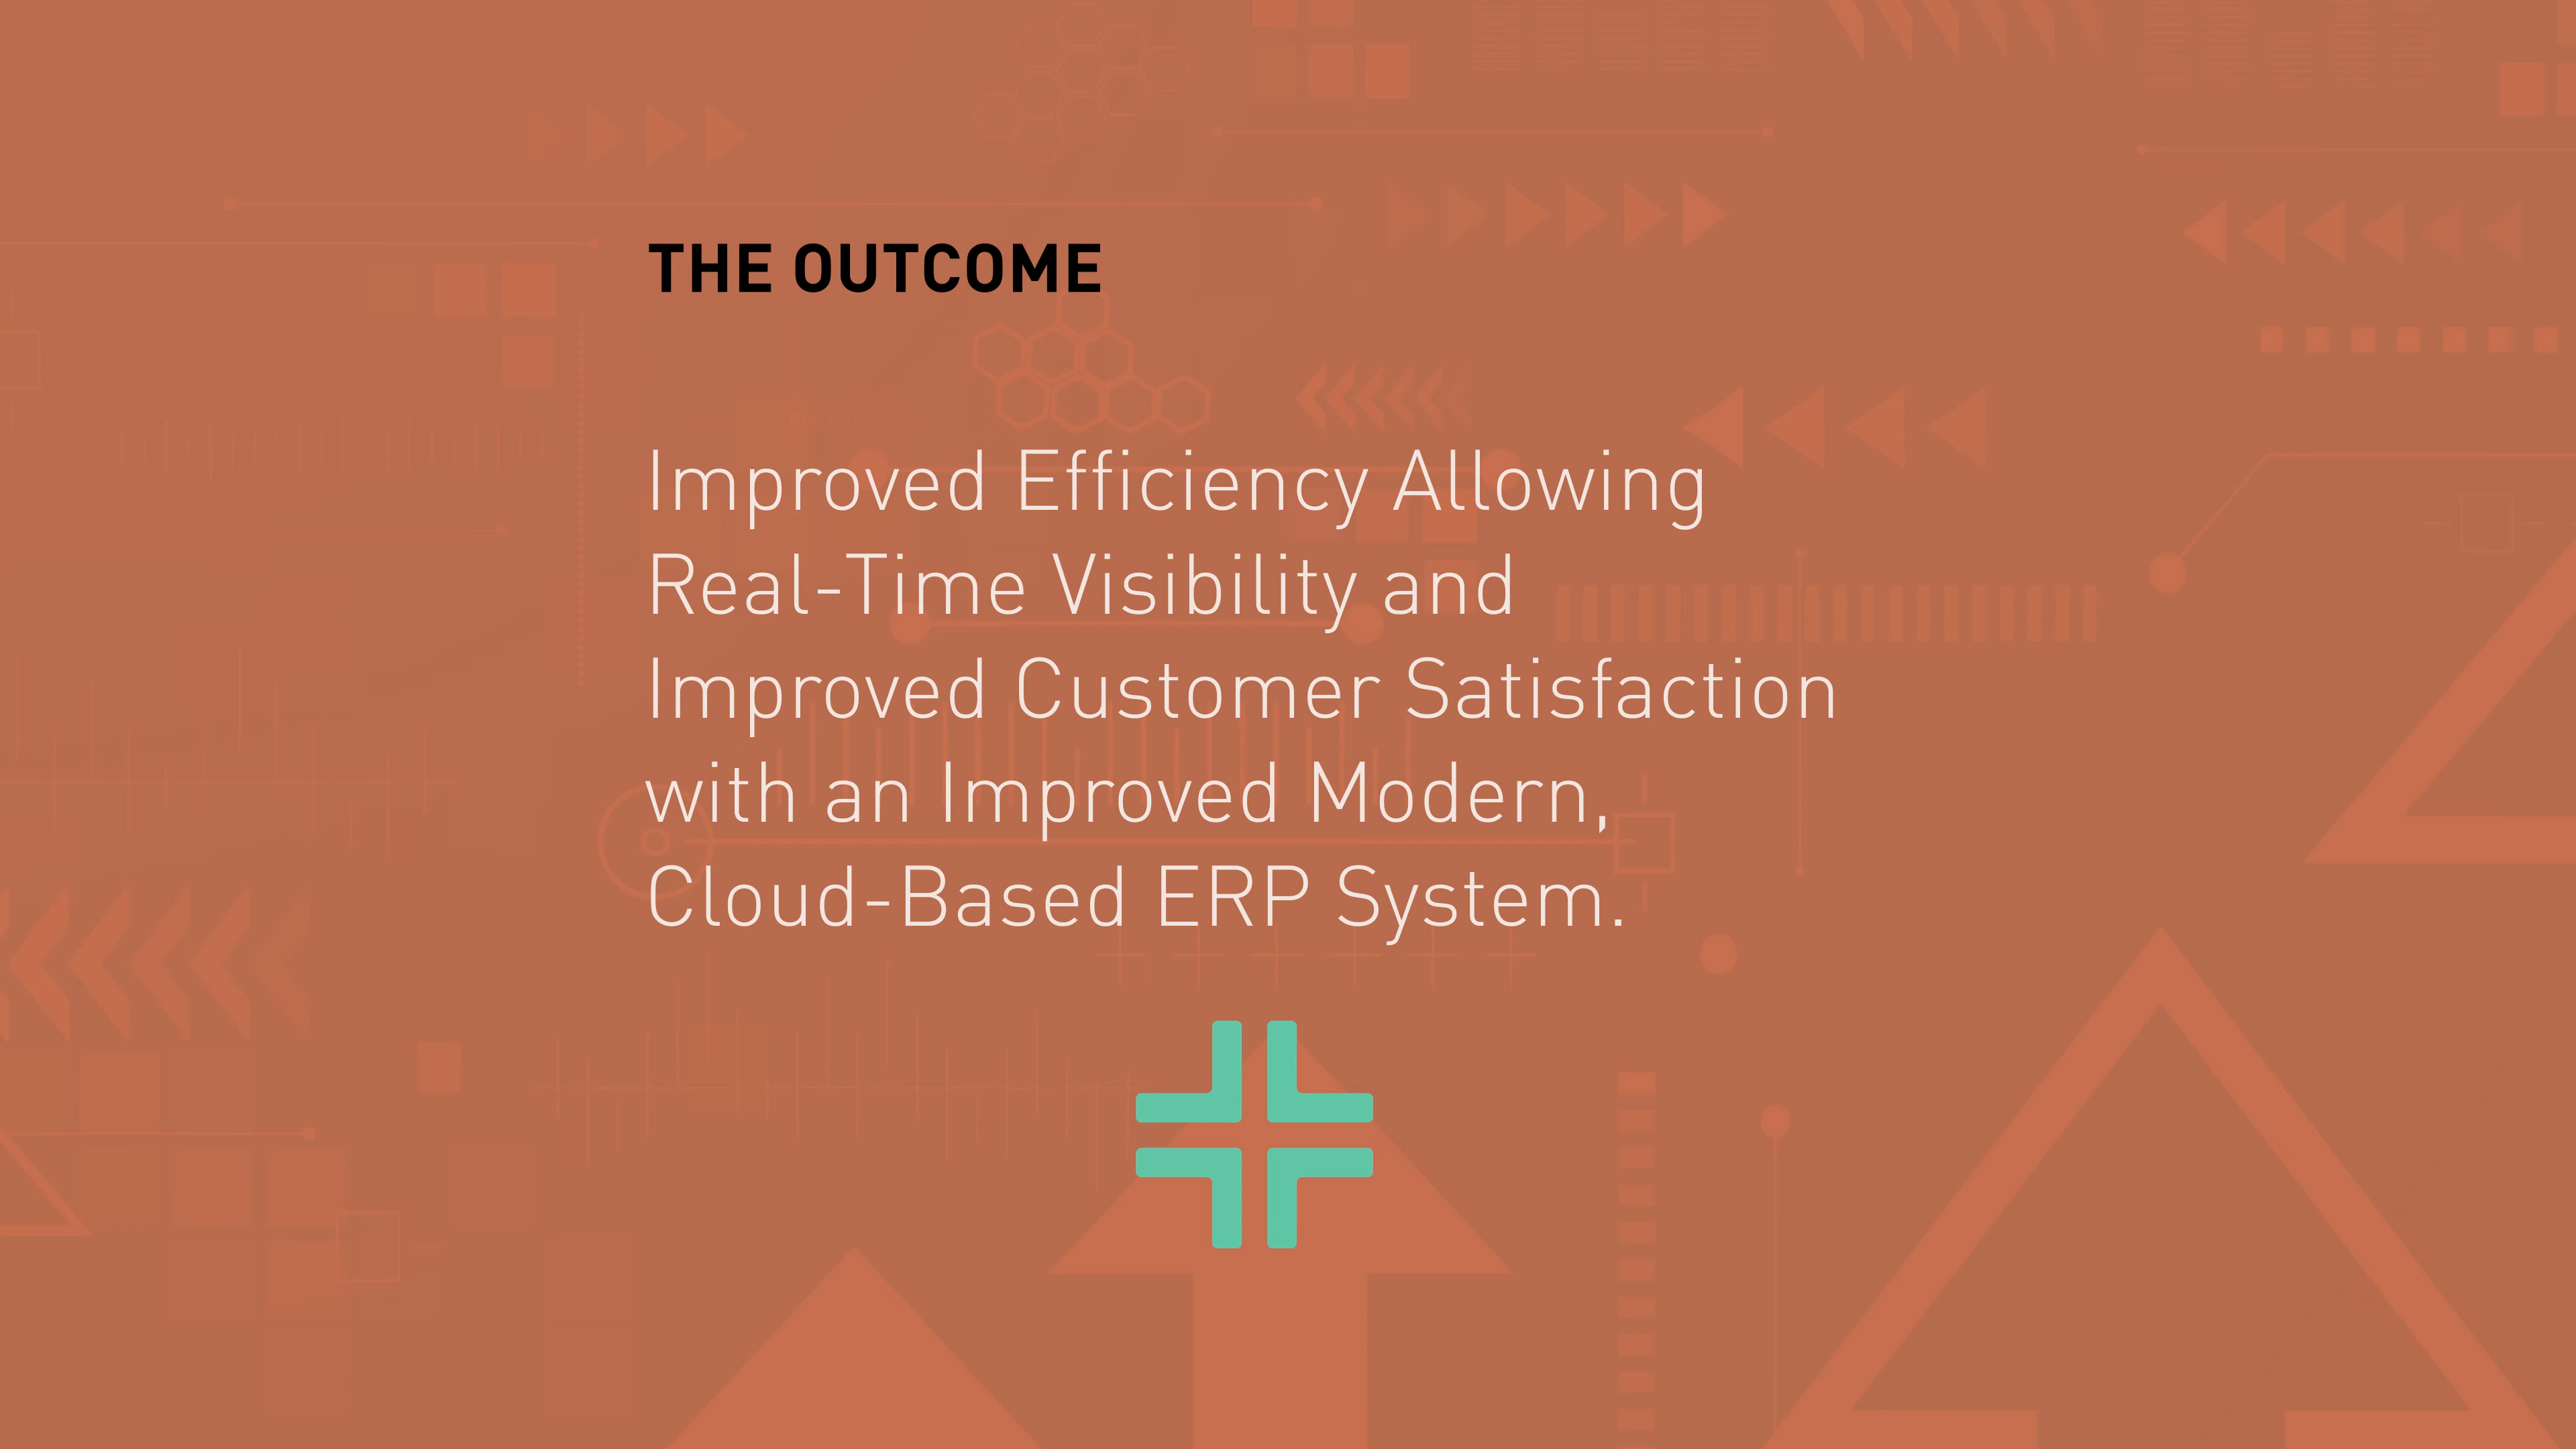 THE OUTCOME
Improved Efficiency Allowing
Real-Time Visibility and
Improved Customer Satisfaction
with an Improved Modern,
Cloud-Based ERP System.